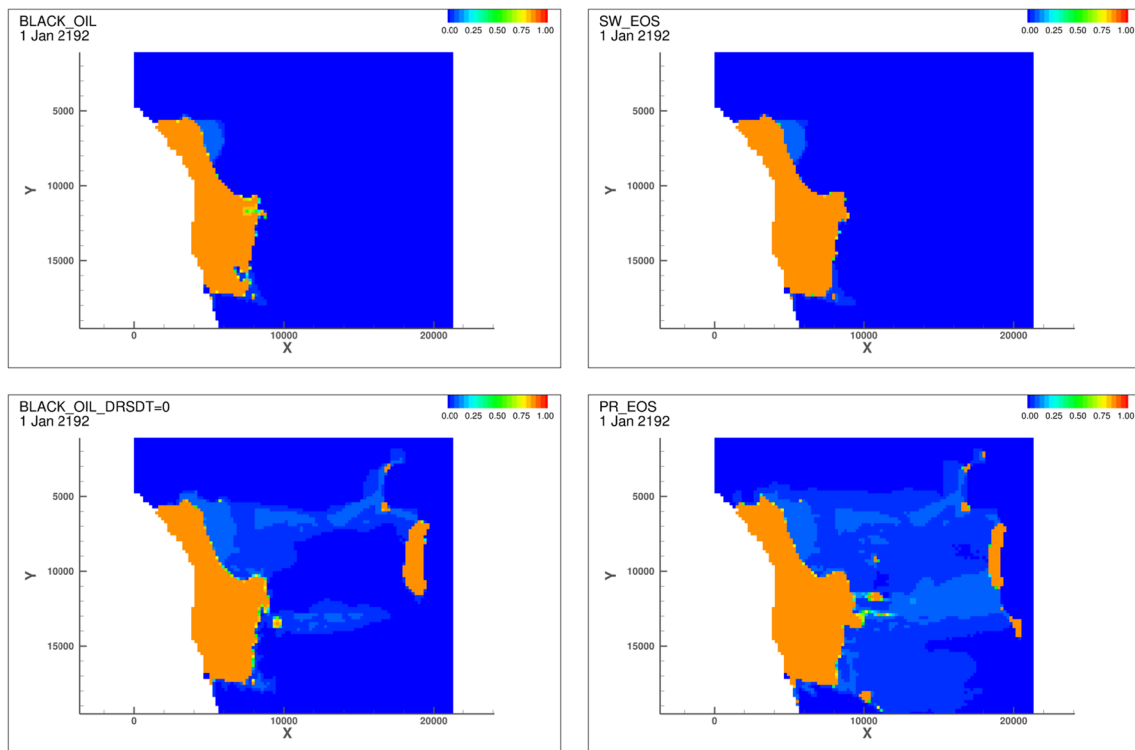 BLACK_OIL
1 Jan 2192
0.00 0.25 0.50 0.75 1.00
5000
10000
15000
Y
0 10000 20000
X
SW_EOS
1 Jan 2192
0.00 0.25 0.50 0.75 1.00
5000
10000
15000
Y
0 10000 20000
X
BLACK_OIL_DRSDT=0
1 Jan 2192
0.00 0.25 0.50 0.75 1.00
5000
10000
15000
Y
0 10000 20000
X
PR_EOS
1 Jan 2192
0.00 0.25 0.50 0.75 1.00
5000
10000
15000
Y
0 10000 20000
X